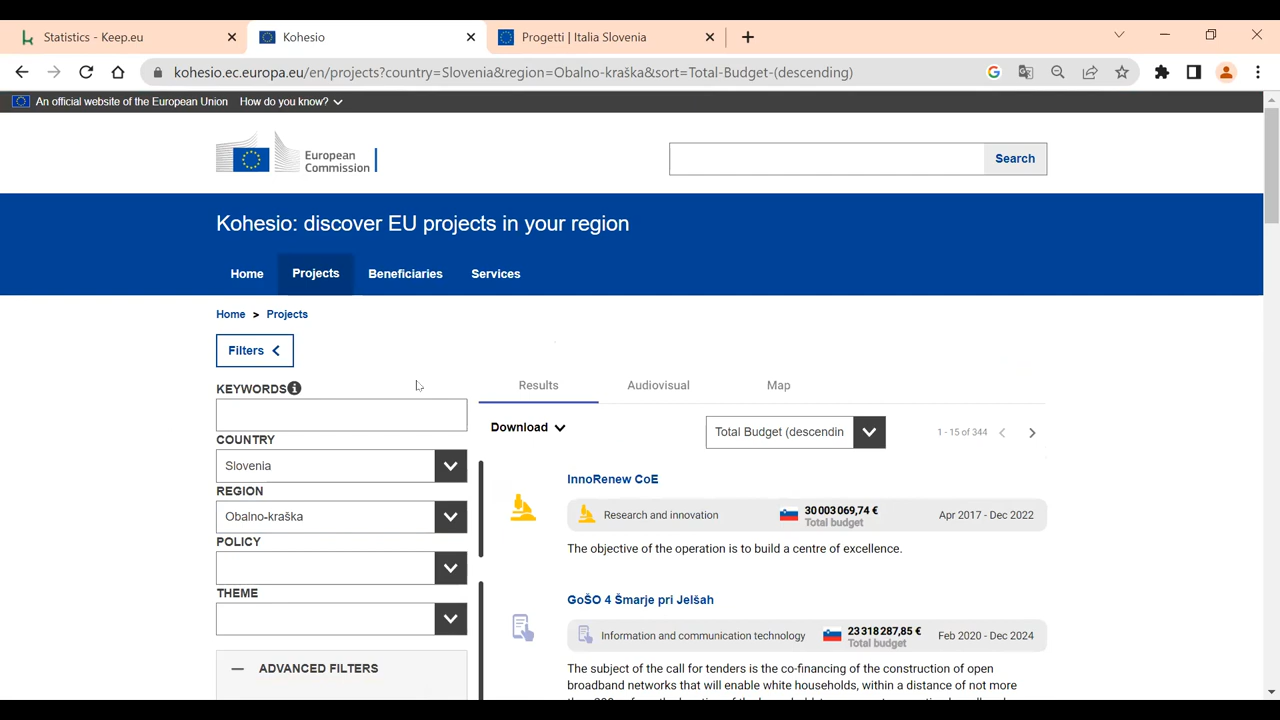 Statistics - Keep.eu
Kohesio
Progetti | Italia Slovenia
kohesio.ec.europa.eu/en/projects?country=Slovenia&region=Obalno-kraška&sort=Total-Budget-(descending)
An official website of the European Union How do you know?
European
Commission
Search
Kohesio: discover EU projects in your region
Home Projects Beneficiaries Services
Home > Projects
Filters
KEYWORDS
Results Audiovisual Map
Download
Total Budget (descendin
1 - 15 of 344
COUNTRY
Slovenia
REGION
Obalno-kraška
POLICY
THEME
ADVANCED FILTERS
InnoRenew CoE
Research and innovation
30 003 069,74 €
Total budget
Apr 2017 - Dec 2022
The objective of the operation is to build a centre of excellence.
GoŠO 4 Šmarje pri Jelšah
Information and communication technology
23 318 287,85 €
Total budget
Feb 2020 - Dec 2024
The subject of the call for tenders is the co-financing of the construction of open
broadband networks that will enable white households, within a distance of not more